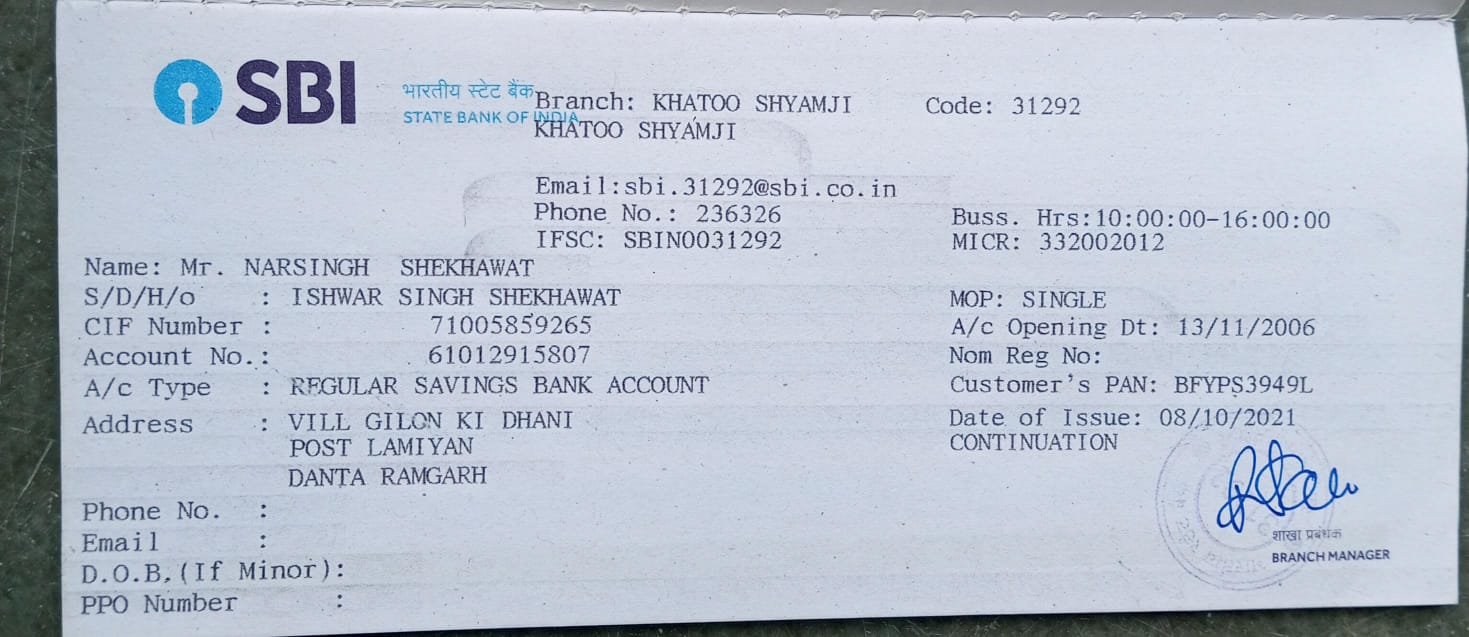 SBI
भारतीय स्टेट बैंक
STATE BANK OF INDIA
Branch: KHATOO SHYAMJI Code: 31292
KHATOO SHYAMJI
Email:sbi.31292@sbi.co.in
Phone No.: 236326 Buss. Hrs:10:00:00-16:00:00
IFSC: SBIN0031292 MICR: 332002012
Name: Mr. NARSINGH SHEKHAWAT
S/D/H/o : ISHWAR SINGH SHEKHAWAT MOP: SINGLE
CIF Number : 71005859265 A/c Opening Dt: 13/11/2006
Account No.: 61012915807 Nom Reg No:
A/c Type : REGULAR SAVINGS BANK ACCOUNT Customer's PAN: BFYPS3949L
Address : VILL GILON KI DHANI Date of Issue: 08/10/2021
POST LAMIYAN CONTINUATION
DANTA RAMGARH
Phone No. :
Email :
D.O.B.(If Minor):
PPO Number :
शाखा प्रबंधक
BRANCH MANAGER